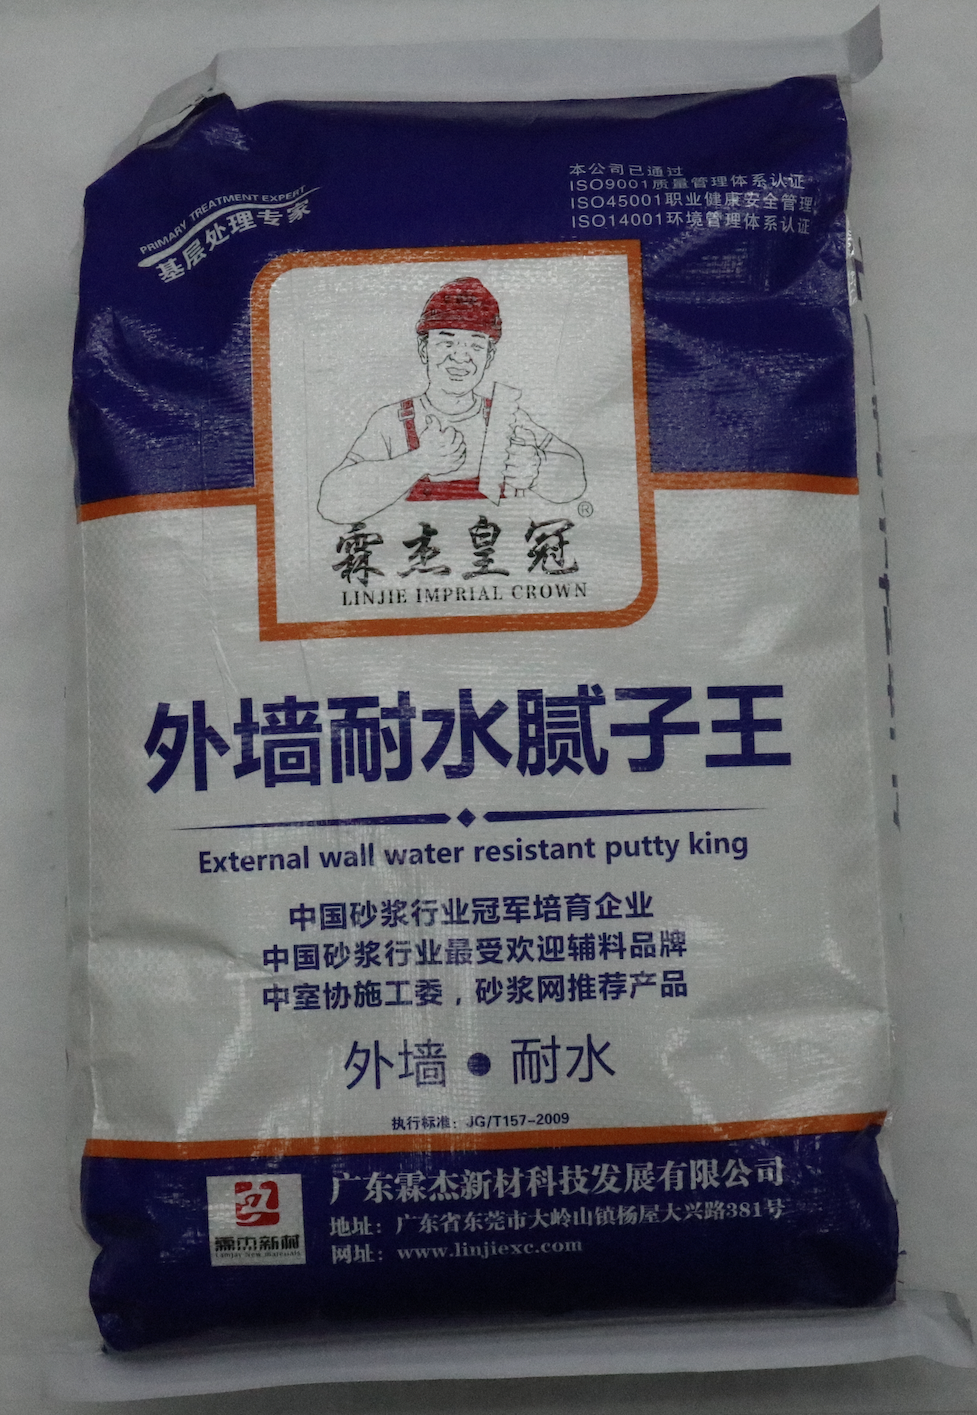 PRIMARY TREATMENT EXPERT
基层处理专家
本公司已通过
ISO9001质量管理体系认证
ISO45001职业健康安全管理
ISO14001环境管理体系认证
®
霖杰皇冠
LINJIE IMPRIAL CROWN
外墙耐水腻子王
External wall water resistant putty king
中国砂浆行业冠军培育企业
中国砂浆行业最受欢迎辅料品牌
中室协施工委，砂浆网推荐产品
外墙●耐水
执行标准：JG/T157-2009
广东霖杰新材科技发展有限公司
地址：广东省东莞市大岭山镇杨屋大兴路381号
网址：www.linjiexc.com
霖杰新材